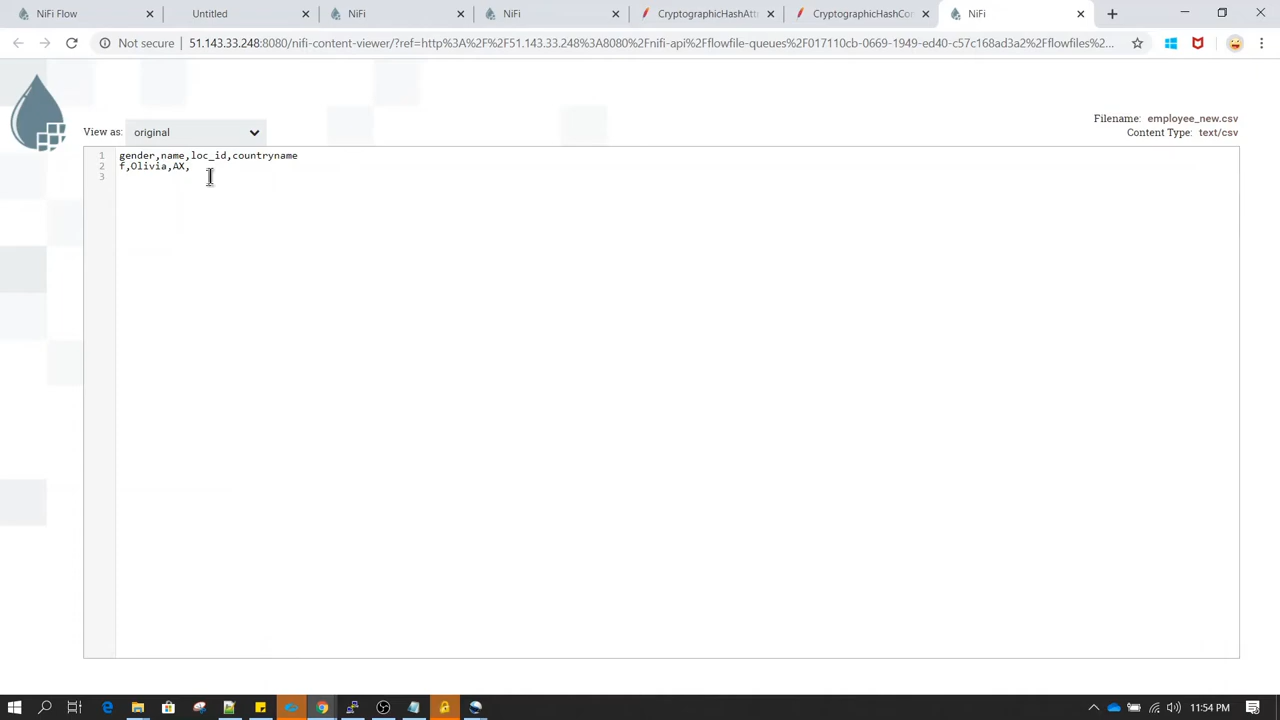 NiFi Flow
Untitled
NiFi
NiFi
CryptographicHashAtt
CryptographicHashCor
NiFi
Not secure
51.143.33.248:8080/nifi-content-viewer/?ref=http%3A%2F%2F51.143.33.248%3A8080%2Fnifi-api%2Fflowfile-queues%2F017110cb-0669-1949-ed40-c57c168ad3a2%2Fflowfiles%2...
Filename: employee_new.csv
View as: original
Content Type: text/csv
1 gender,name,loc_id,countryname
2 f,Olivia,AX,
3
11:54 PM